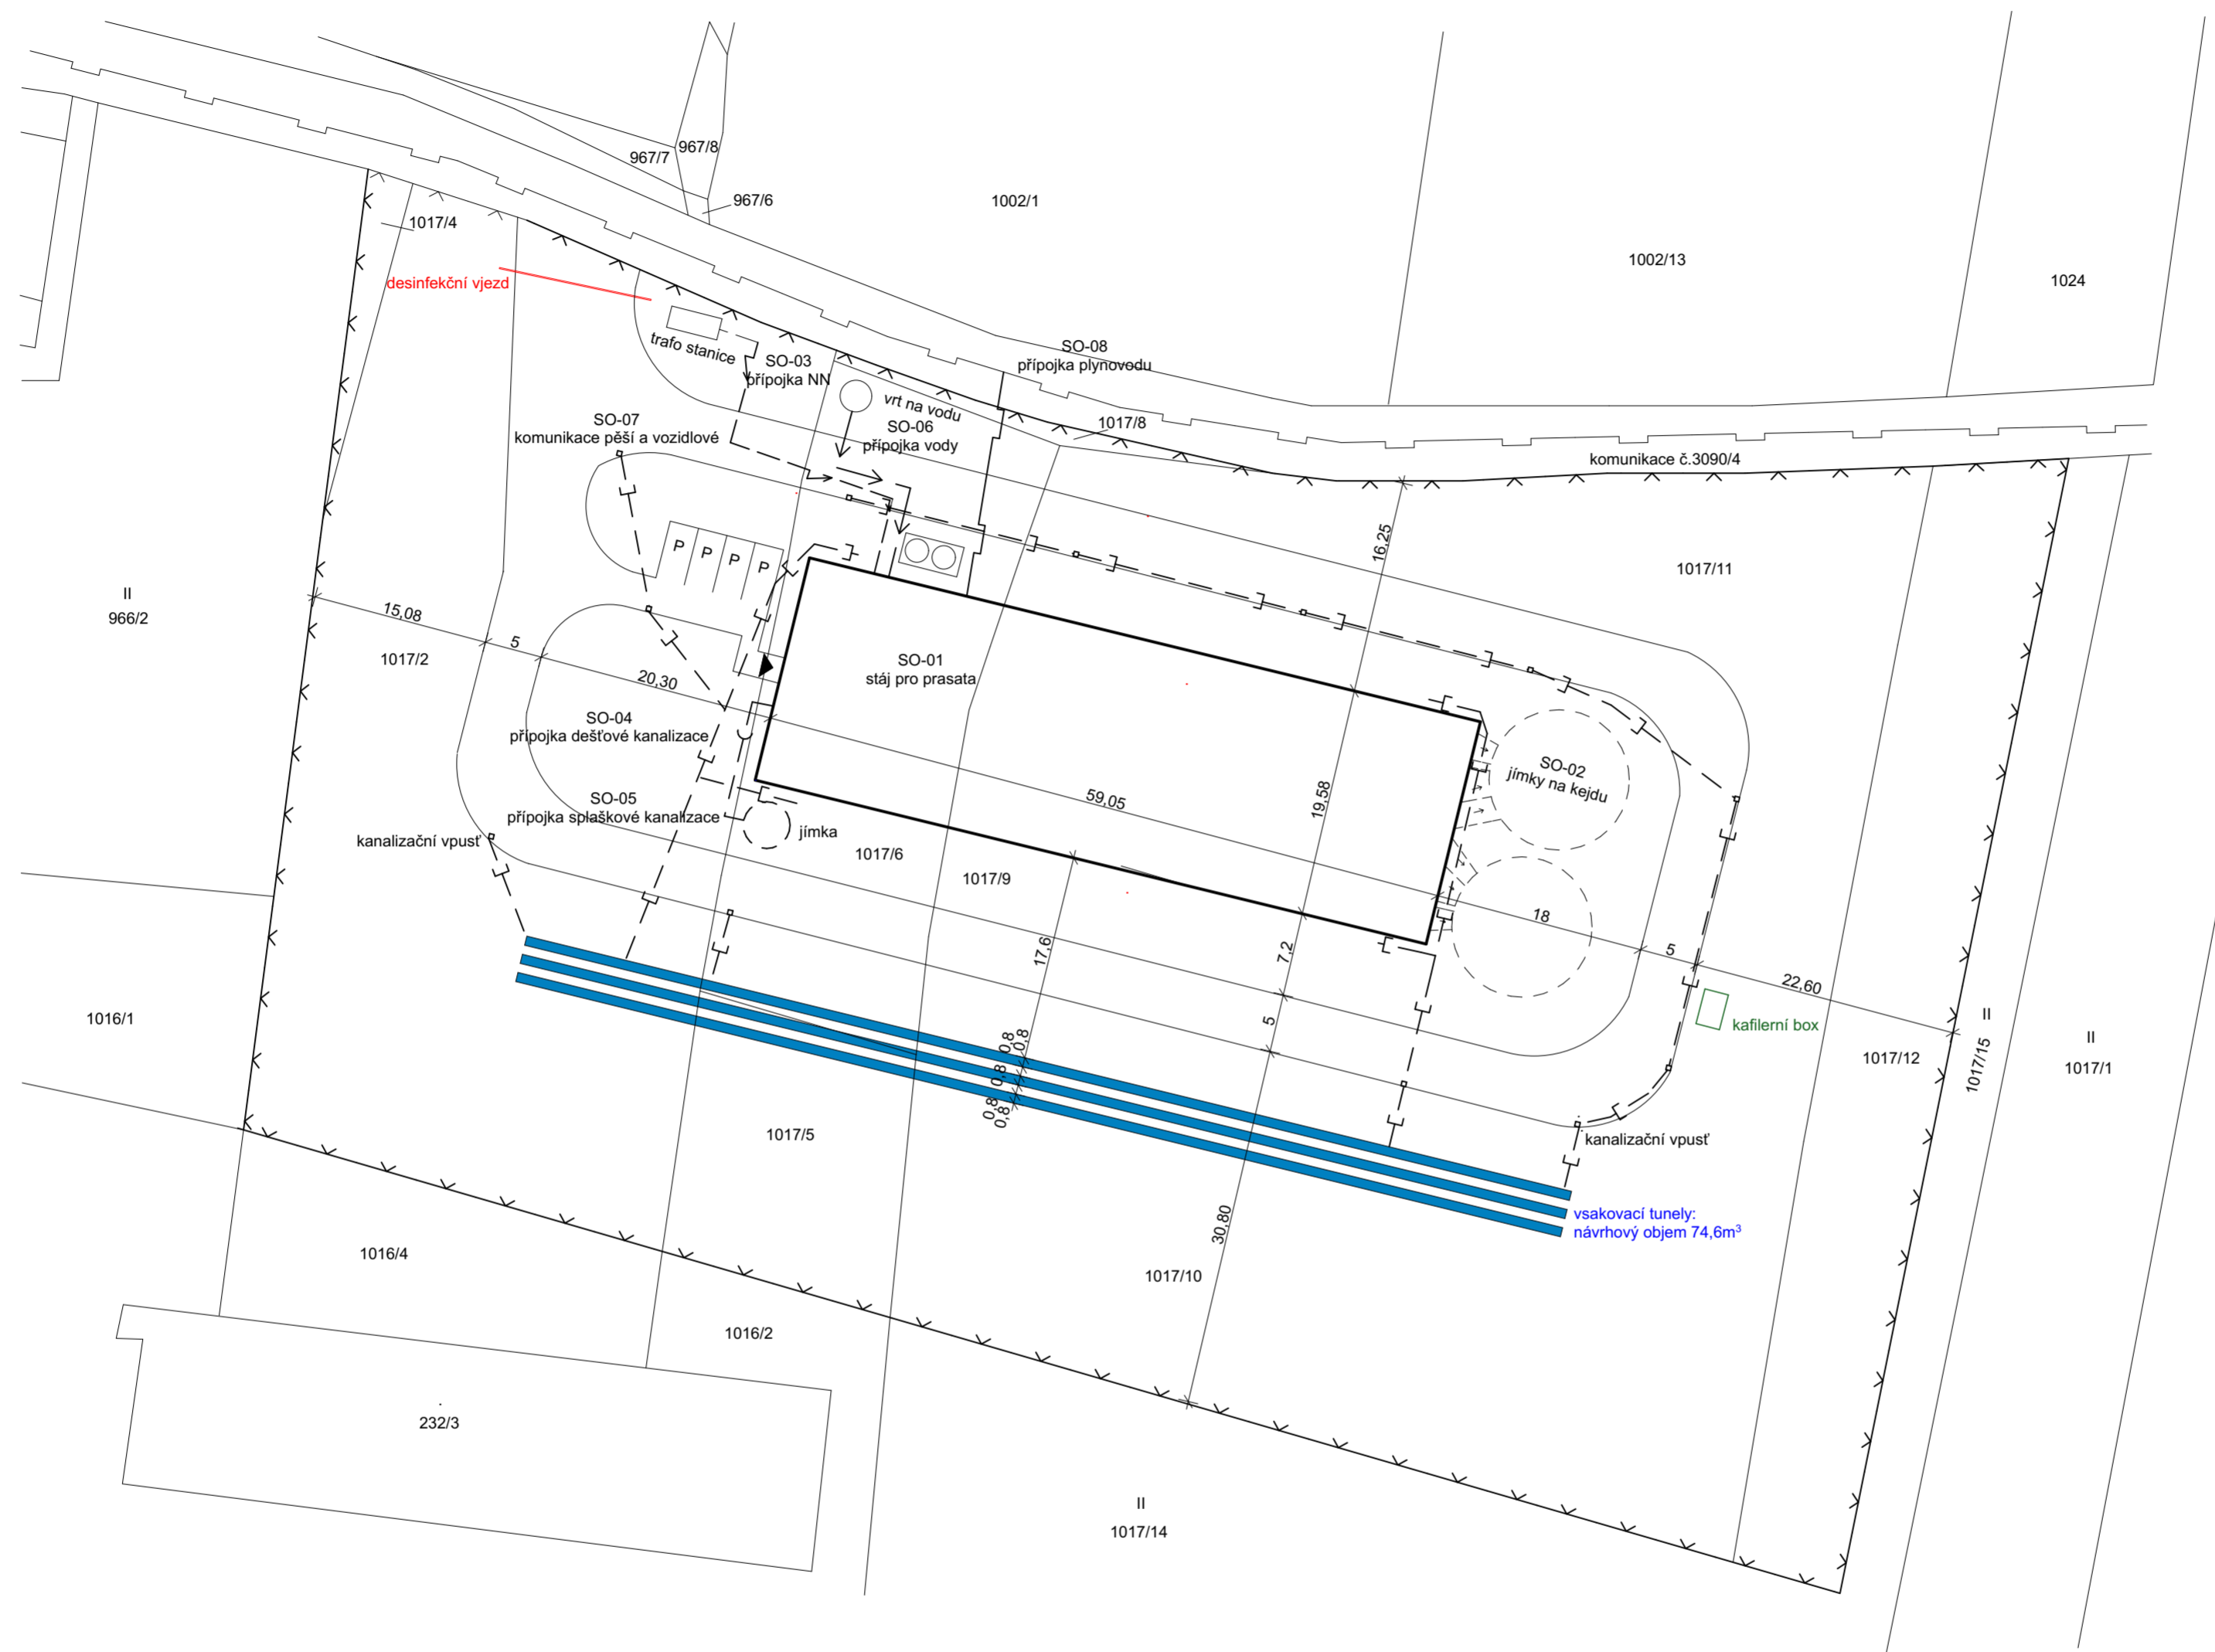 967/7
967/8
967/6
1002/1
1017/4
1002/13
1024
desinfekční vjezd
trafo stanice
SO-03
přípojka NN
SO-08
přípojka plynovodu
vrt na vodu
SO-06
přípojka vody
1017/8
SO-07
komunikace pěší a vozidlové
komunikace č.3090/4
16,25
P
P
P
P
1017/11
II
966/2
15,08
5
1017/2
20,30
SO-01
stáj pro prasata
SO-04
přípojka dešťové kanalizace
SO-02
jímky na kejdu
59,05
19,58
SO-05
přípojka splaškové kanalizace
jímka
kanalizační vpusť
1017/6
1017/9
18
5
22,60
17,6
7,2
5
kafilerní box
II
1017/15
II
1017/1
1017/12
1016/1
0,8
0,8
0,8
0,8
0,8
1017/5
kanalizační vpusť
vsakovací tunely:
návrhový objem 74,6m³
30,80
1016/4
1017/10
1016/2
232/3
II
1017/14